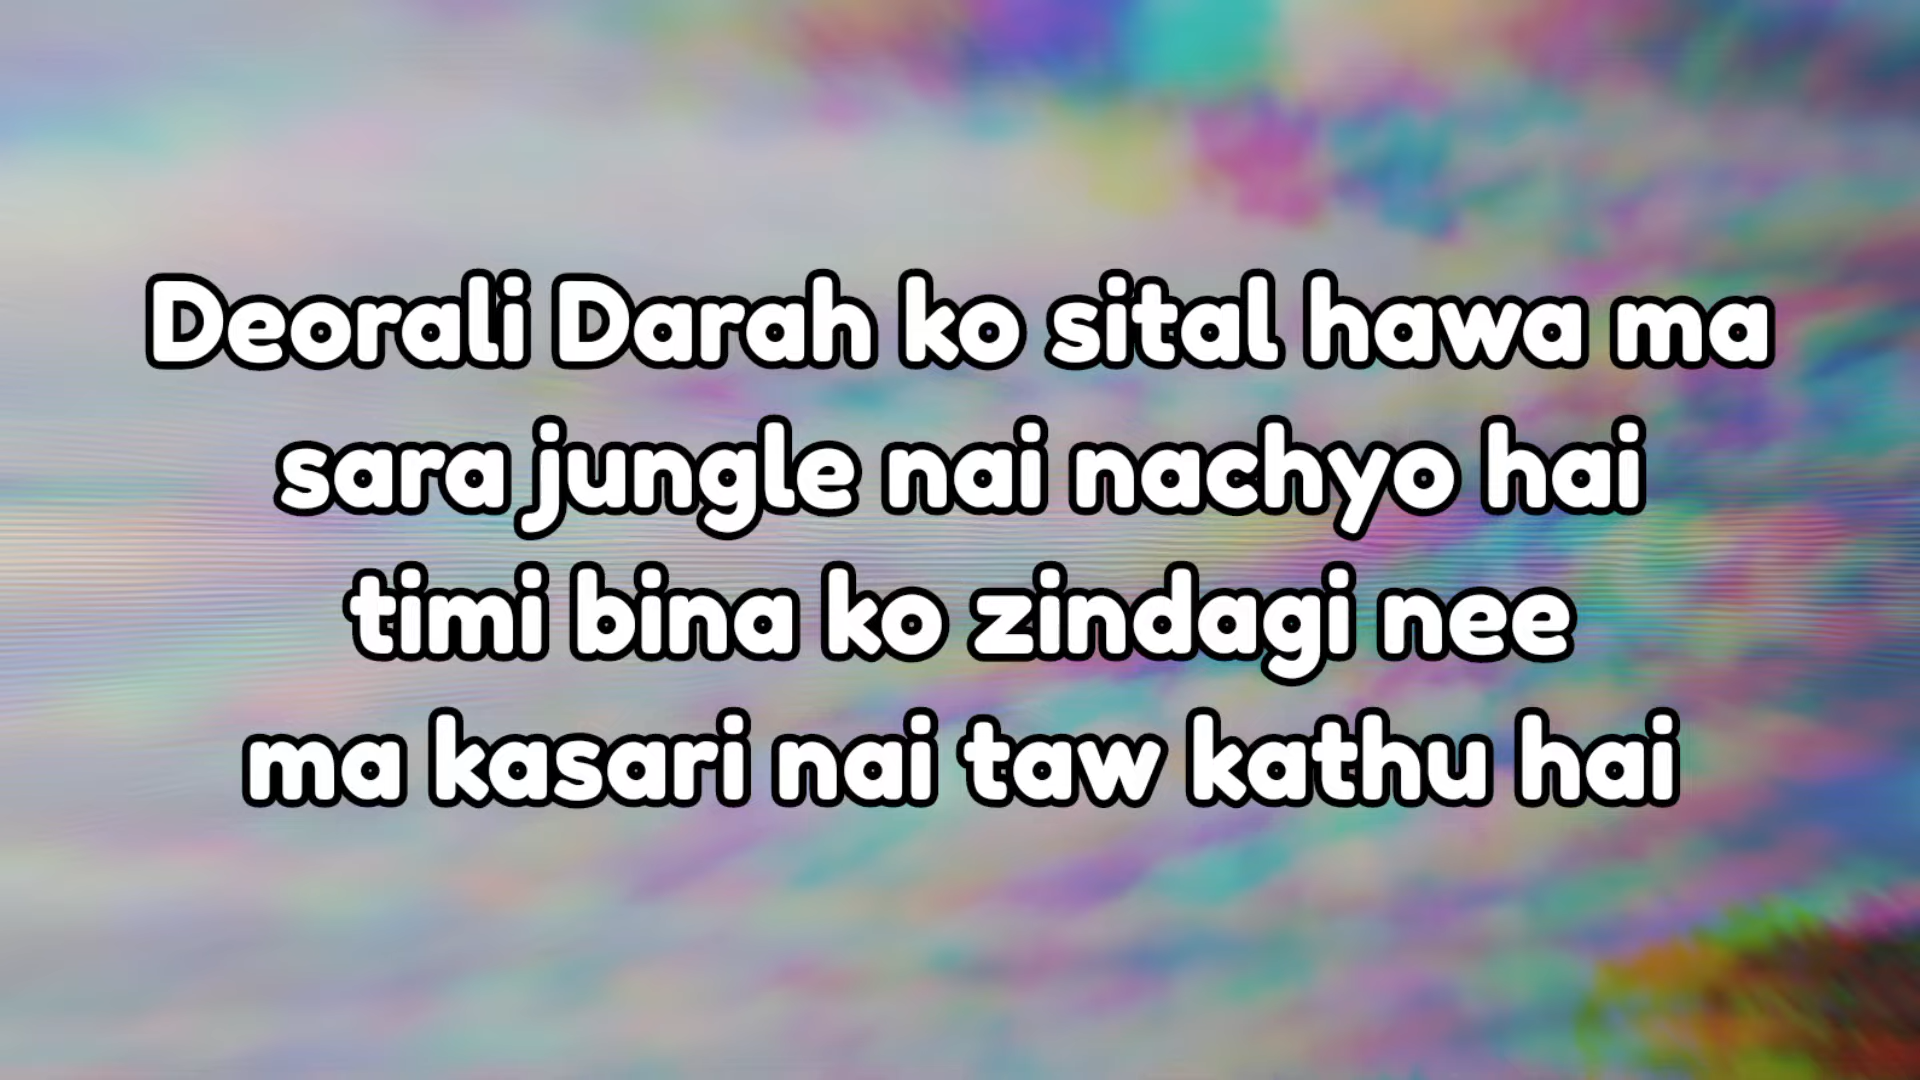 Deorali Darah ko sital hawa ma
sara jungle nai nachyo hai
timi bina ko zindagi nee
ma kasari nai taw kathu hai